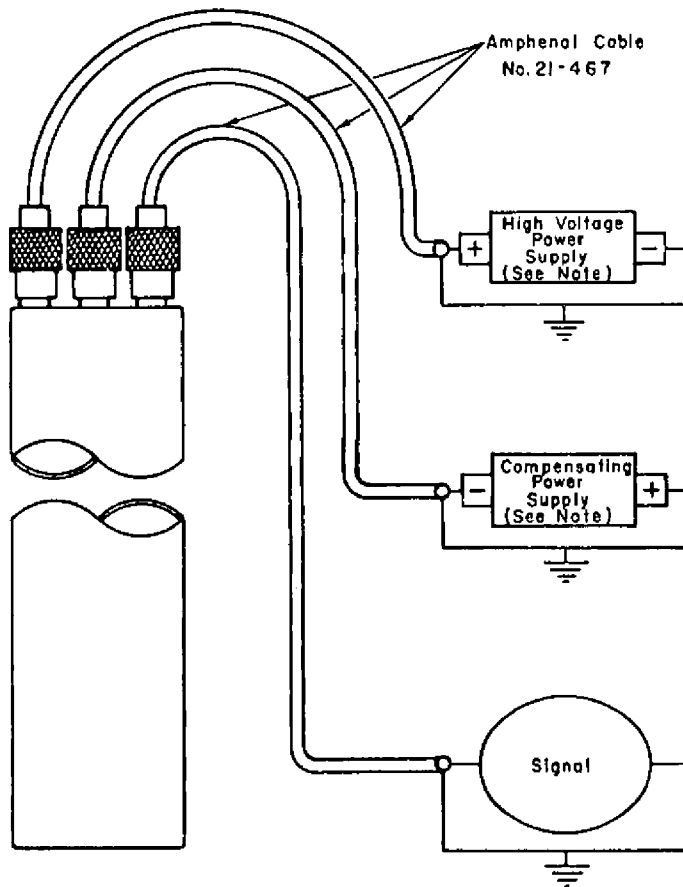 Amphenal Cable
No. 21-467
+
High Voltage
Power
Supply
(See Note)
-
-
Compensating
Power
Supply
(See Note)
+
Signal